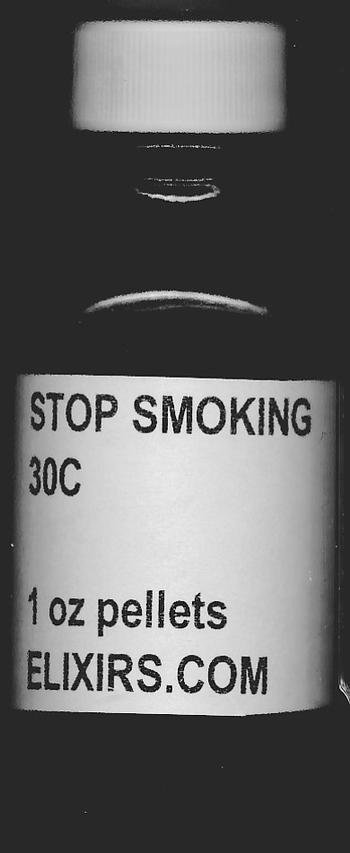 STOP SMOKING
30C
1 oz pellets
ELIXIRS.COM